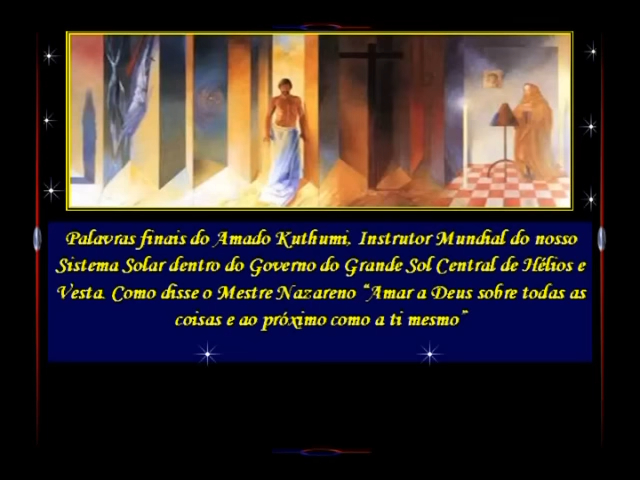 Palavras finais do Amado Kuthumi, Instrutor Mundial do nosso
Sistema Solar dentro do Governo do Grande Sol Central de Hélios e
Vesta. Como disse o Mestre Nazareno “Amar a Deus sobre todas as
coisas e ao próximo como a ti mesmo”